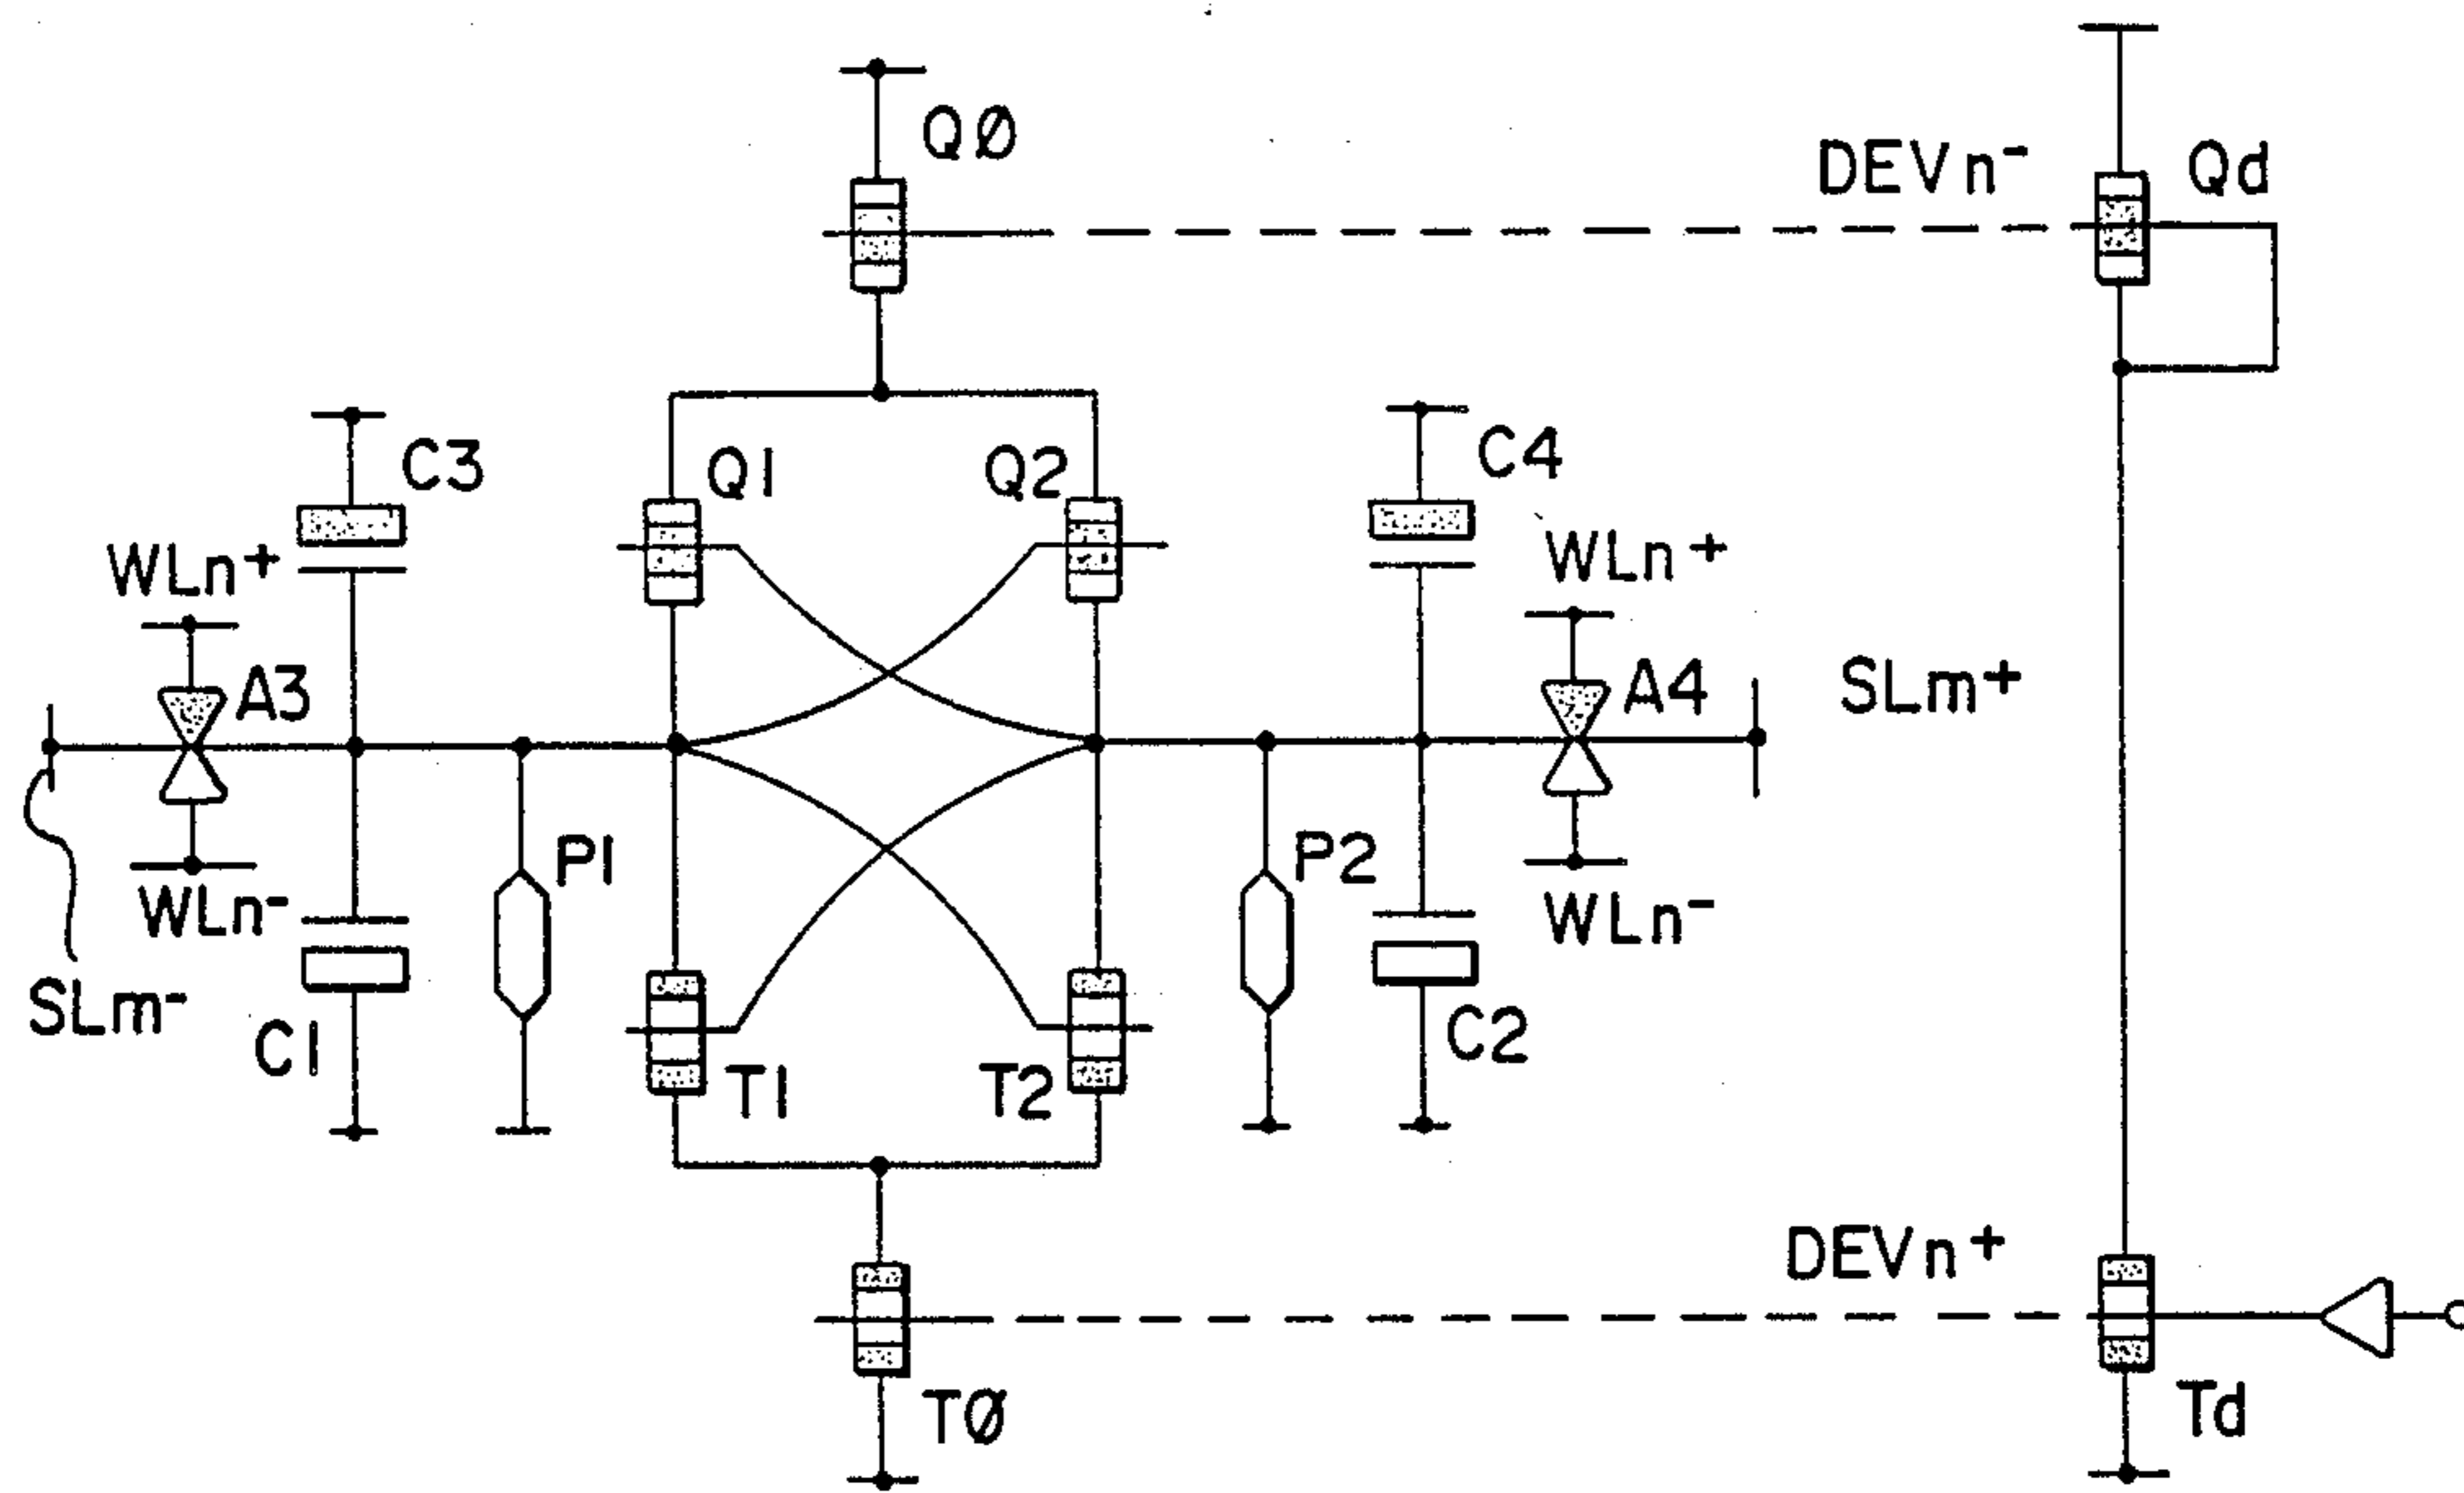 QØ
DEVn-
Qd
C3
Q1
Q2
C4
WLn+
WLn+
A3
A4
SLm+
P1
P2
WLn-
WLn-
SLm-
C1
T1
T2
C2
DEVn+
TØ
Td